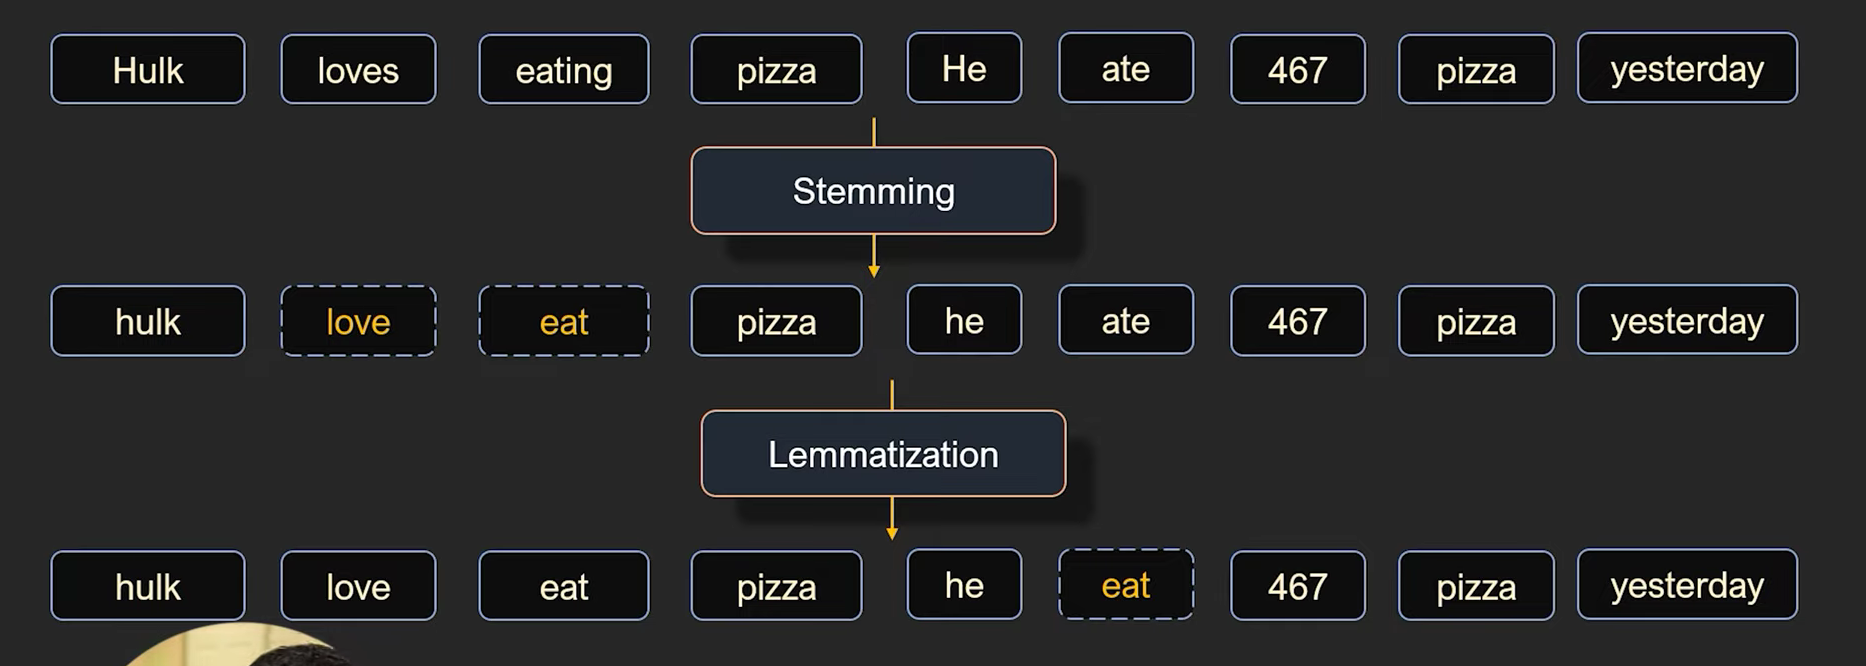 Hulk loves eating pizza He ate 467 pizza yesterday
Stemming
hulk love eat pizza he ate 467 pizza yesterday
Lemmatization
hulk love eat pizza he eat 467 pizza yesterday